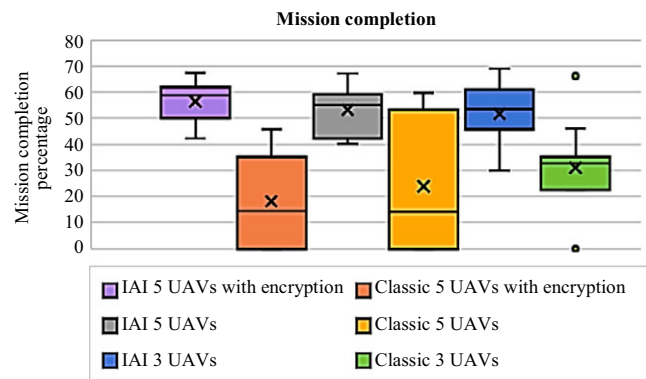 Mission completion
Mission completion
percentage
80
70
60
50
40
30
20
10
0
IAI 5 UAVs with encryption
Classic 5 UAVs with encryption
IAI 5 UAVs
Classic 5 UAVs
IAI 3 UAVs
Classic 3 UAVs